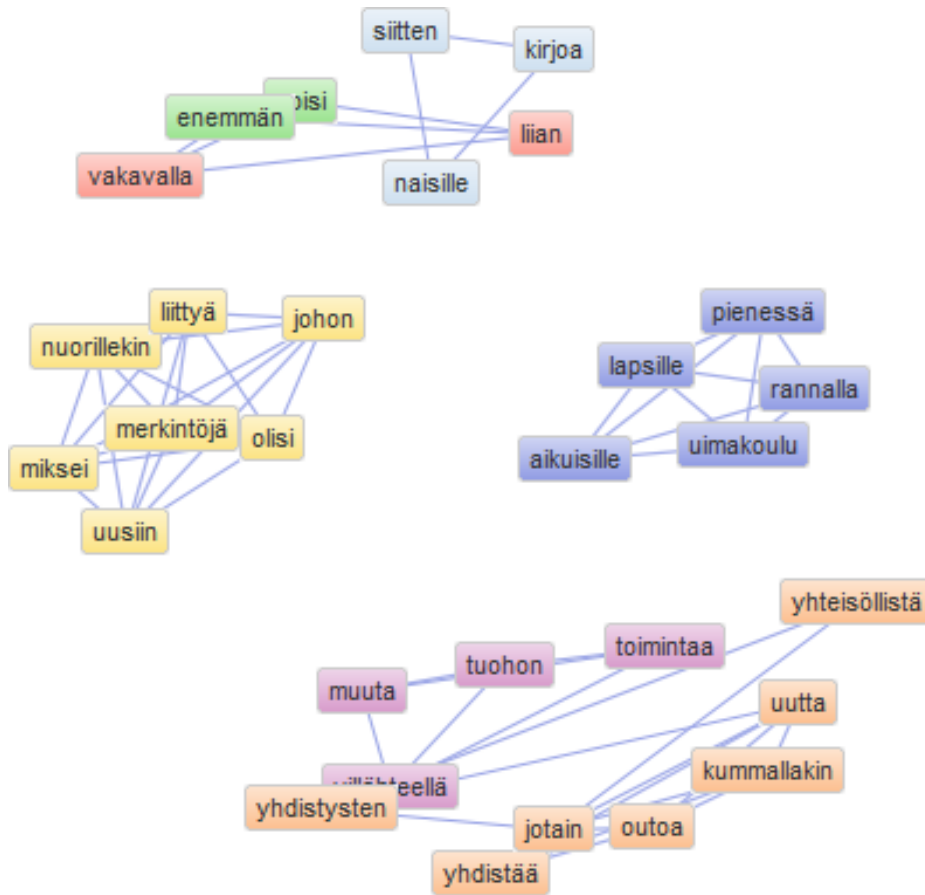 siitten
kirjoa
enemmän
liian
vakavalla
naisille
liittyä
johon
nuorillekin
merkintöjä
olisi
miksei
uusiin
pienessä
lapsille
rannalla
uimakoulu
aikuisille
yhteisöllistä
toimintaa
tuohon
muuta
uutta
kummallakin
yhdistysten
jotain
outoa
yhdistää